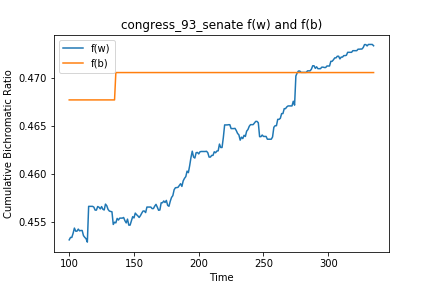 congress_93_senate f(w) and f(b)
f(w)
f(b)
Cumulative Bichromatic Ratio
0.470
0.465
0.460
0.455
100
150
200
250
300
Time